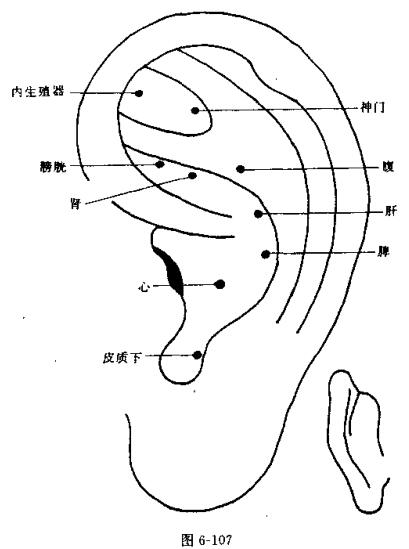 内生殖器
神门
膀胱
腹
肾
肝
脾
心
皮质下
图 6-107